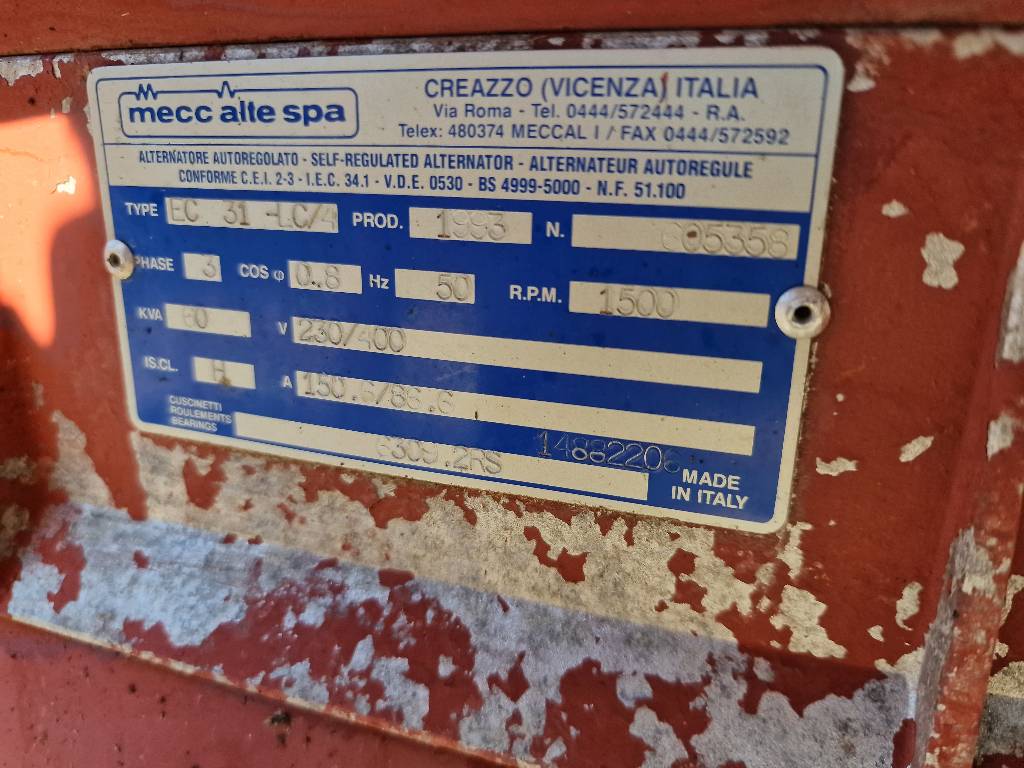 mecc alte spa
CREAZZO (VICENZA) ITALIA
Via Roma - Tel. 0444/572444 - R.A.
Telex: 480374 MECCAL I / FAX 0444/572592
ALTERNATORE AUTOREGOLATO - SELF-REGULATED ALTERNATOR - ALTERNATEUR AUTOREGULE
CONFORME C.E.I. 2-3 - I.E.C. 34.1 - V.D.E. 0530 - BS 4999-5000 - N.F. 51.100
TYPE EC 31 -LC/4 PROD. 1993 N. 005358
PHASE 3 COS φ 0.8 Hz 50 R.P.M. 1500
KVA 60 V 230/400
IS.CL. H A 150.6/86.6
CUSCINETTI
ROULEMENTS
BEARINGS
6309.2RS 14882206
MADE
IN ITALY